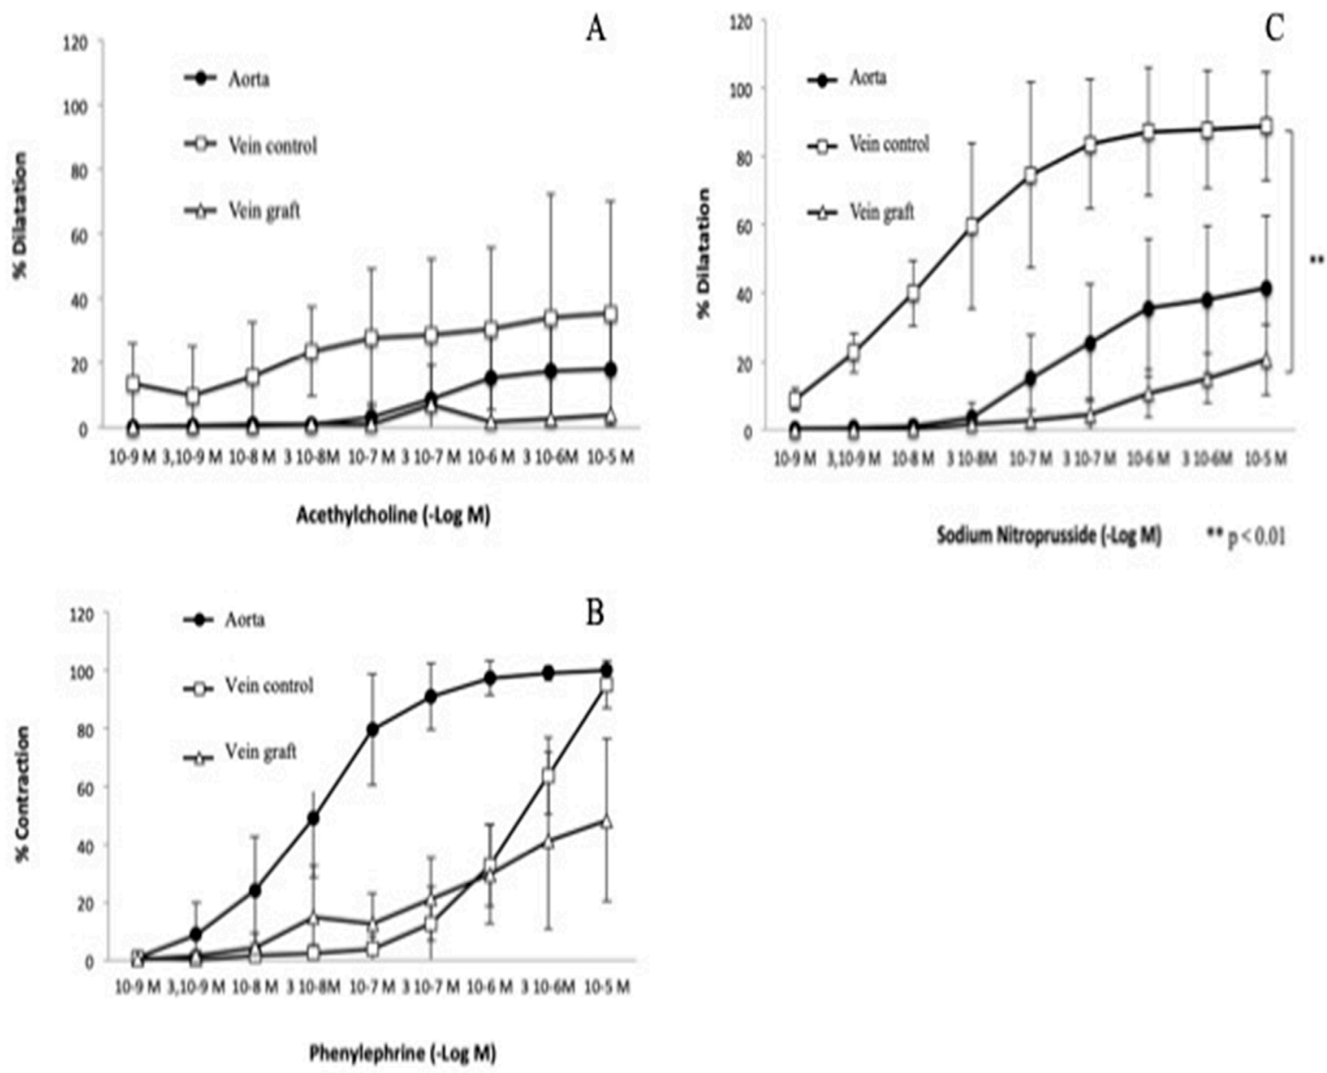 A
120
100
80
60
40
20
0
% Dilatation
Aorta
Vein control
Vein graft
10-9 M 3,10-9 M 10-8 M 3 10-8M 10-7 M 3 10-7 M 10-6 M 3 10-6M 10-5 M
Acethylcholine (-Log M)
C
120
100
80
60
40
20
0
% Dilatation
Aorta
Vein control
Vein graft
**
10-9 M 3,10-9 M 10-8 M 3 10-8M 10-7 M 3 10-7 M 10-6 M 3 10-6M 10-5 M
Sodium Nitroprusside (-Log M) ** p < 0.01
B
120
100
80
60
40
20
0
% Contraction
Aorta
Vein control
Vein graft
10-9 M 3,10-9 M 10-8 M 3 10-8M 10-7 M 3 10-7 M 10-6 M 3 10-6M 10-5 M
Phenylephrine (-Log M)